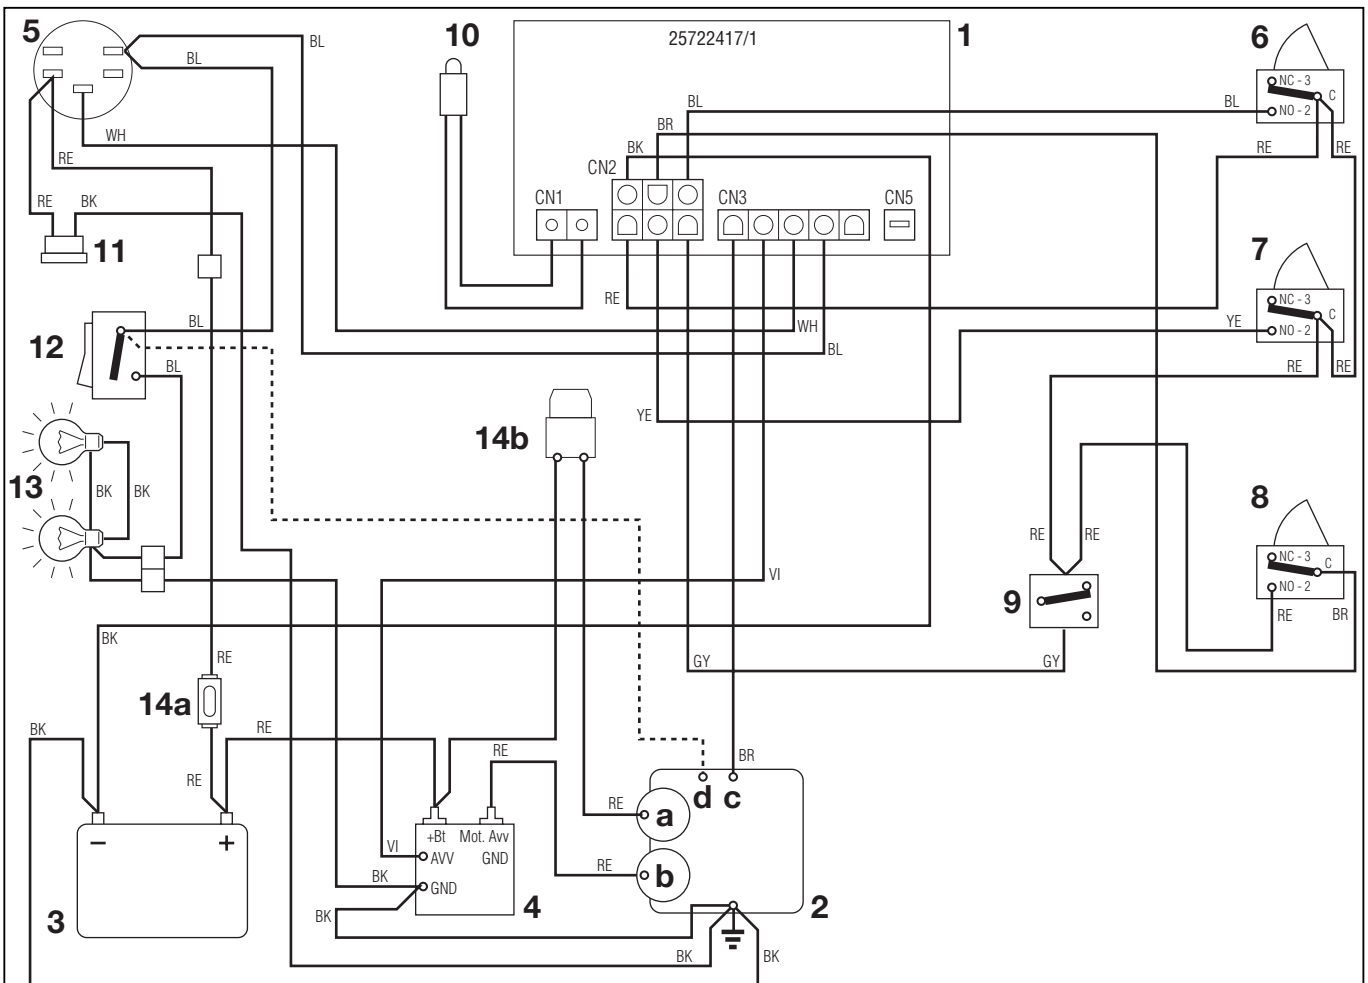 5
10
25722417/1
1
6
BL
BL
NC - 3
C
NO - 2
BL
BL
BR
WH
BK
RE
RE
RE
CN2
RE
BK
CN1
CN3
CN5
11
7
NC - 3
C
NO - 2
RE
YE
BL
WH
12
BL
BL
RE
RE
YE
14b
13
BK
BK
8
RE
RE
NC - 3
C
NO - 2
VI
9
RE
BR
BK
RE
GY
GY
14a
BK
RE
RE
BR
RE
d
c
RE
a
+Bt
Mot. Avv
VI
AVV
GND
RE
b
−
+
BK
GND
3
BK
4
2
BK
BK